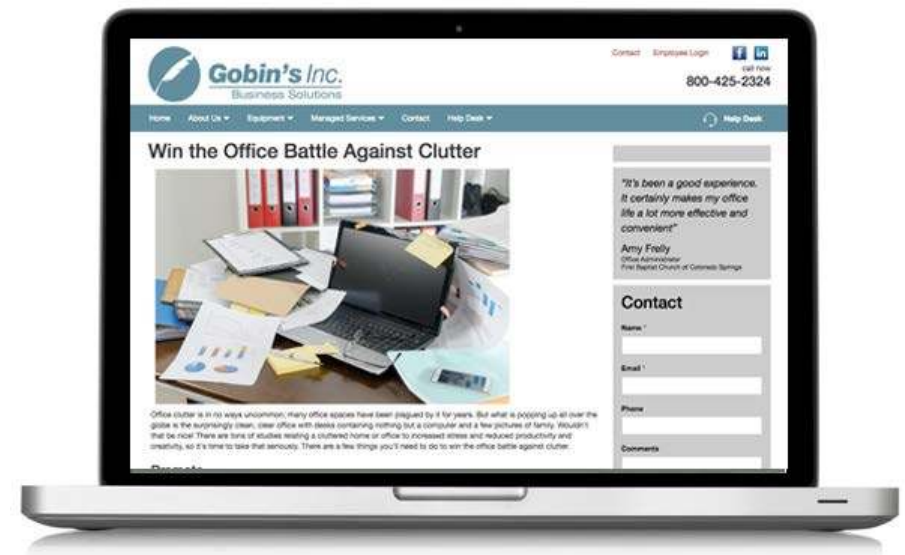 Contact Employee Login
call now
800-425-2324
Gobin's Inc.
Business Solutions
Home About Us Equipment Managed Services Contact Help Desk Help Desk
Win the Office Battle Against Clutter
"It's been a good experience.
It certainly makes my office
life a lot more effective and
convenient"
Amy Frelly
Office Administrator
First Baptist Church of Colorado Springs
Contact
Name *
Email *
Phone
Comments
Office clutter is in no ways uncommon; many office spaces have been plagued by it for years. But what is popping up all over the
globe is the surprisingly clean, clear office with desks containing nothing but a computer and a few pictures of family. Wouldn't
that be nice! There are tons of studies relating a cluttered home or office to increased stress and reduced productivity and
creativity, so it's time to take that seriously. There are a few things you'll need to do to win the office battle against clutter.